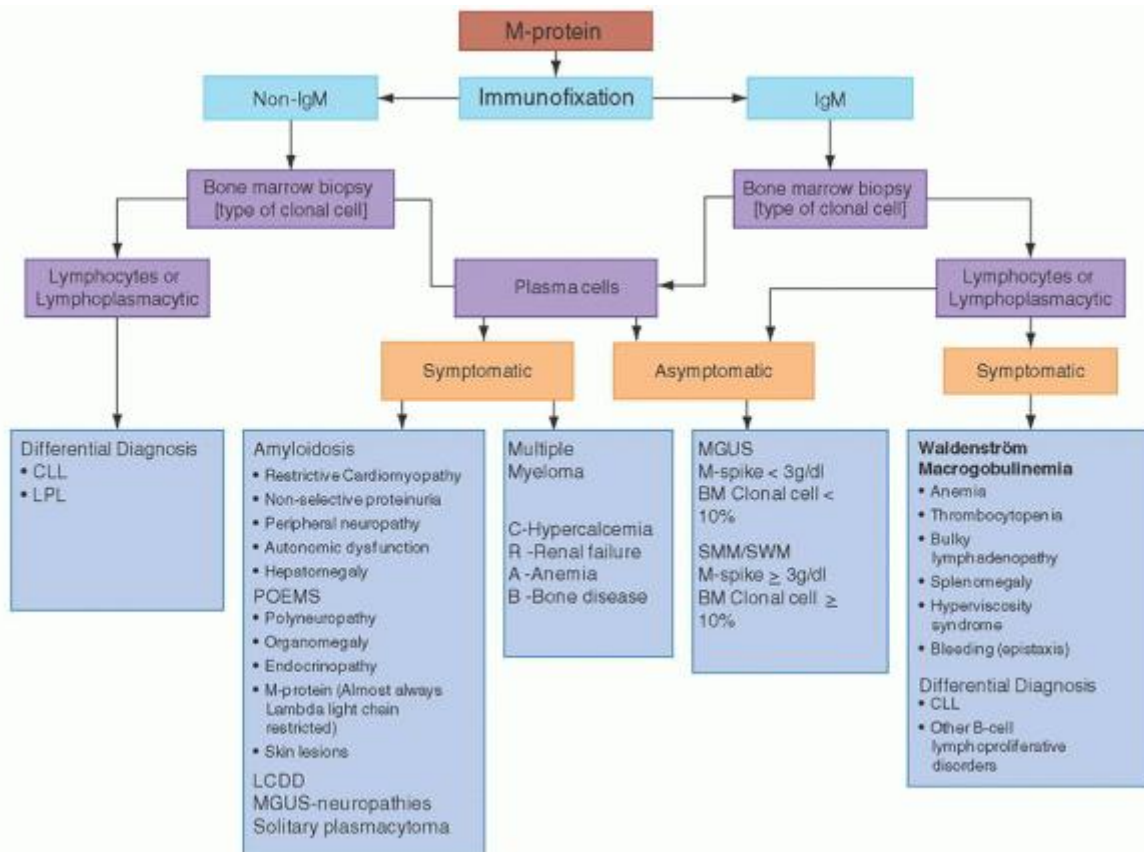 M-protein
Non-IgM
Immunofixation
IgM
Bone marrow biopsy
[type of clonal cell]
Bone marrow biopsy
[type of clonal cell]
Lymphocytes or
Lymphoplasmacytic
Plasma cells
Lymphocytes or
Lymphoplasmacytic
Symptomatic
Asymptomatic
Symptomatic
Differential Diagnosis
• CLL
• LPL
Amyloidosis
• Restrictive Cardiomyopathy
• Non-selective proteinuria
• Peripheral neuropathy
• Autonomic dysfunction
• Hepatomegaly
POEMS
• Polyneuropathy
• Organomegaly
• Endocrinopathy
• M-protein (Almost always
Lambda light chain
restricted)
• Skin lesions
LCDD
MGUS-neuropathies
Solitary plasmacytoma
Multiple
Myeloma
C-Hypercalcemia
R -Renal failure
A -Anemia
B -Bone disease
MGUS
M-spike < 3g/dl
BM Clonal cell <
10%
SMM/SWM
M-spike ≥ 3g/dl
BM Clonal cell ≥
10%
Waldenström
Macrogobulinemia
• Anemia
• Thrombocytopenia
• Bulky
lymphadenopathy
• Splenomegaly
• Hyperviscosity
syndrome
• Bleeding (epistaxis)
Differential Diagnosis
• CLL
• Other B-cell
lymphoproliferative
disorders